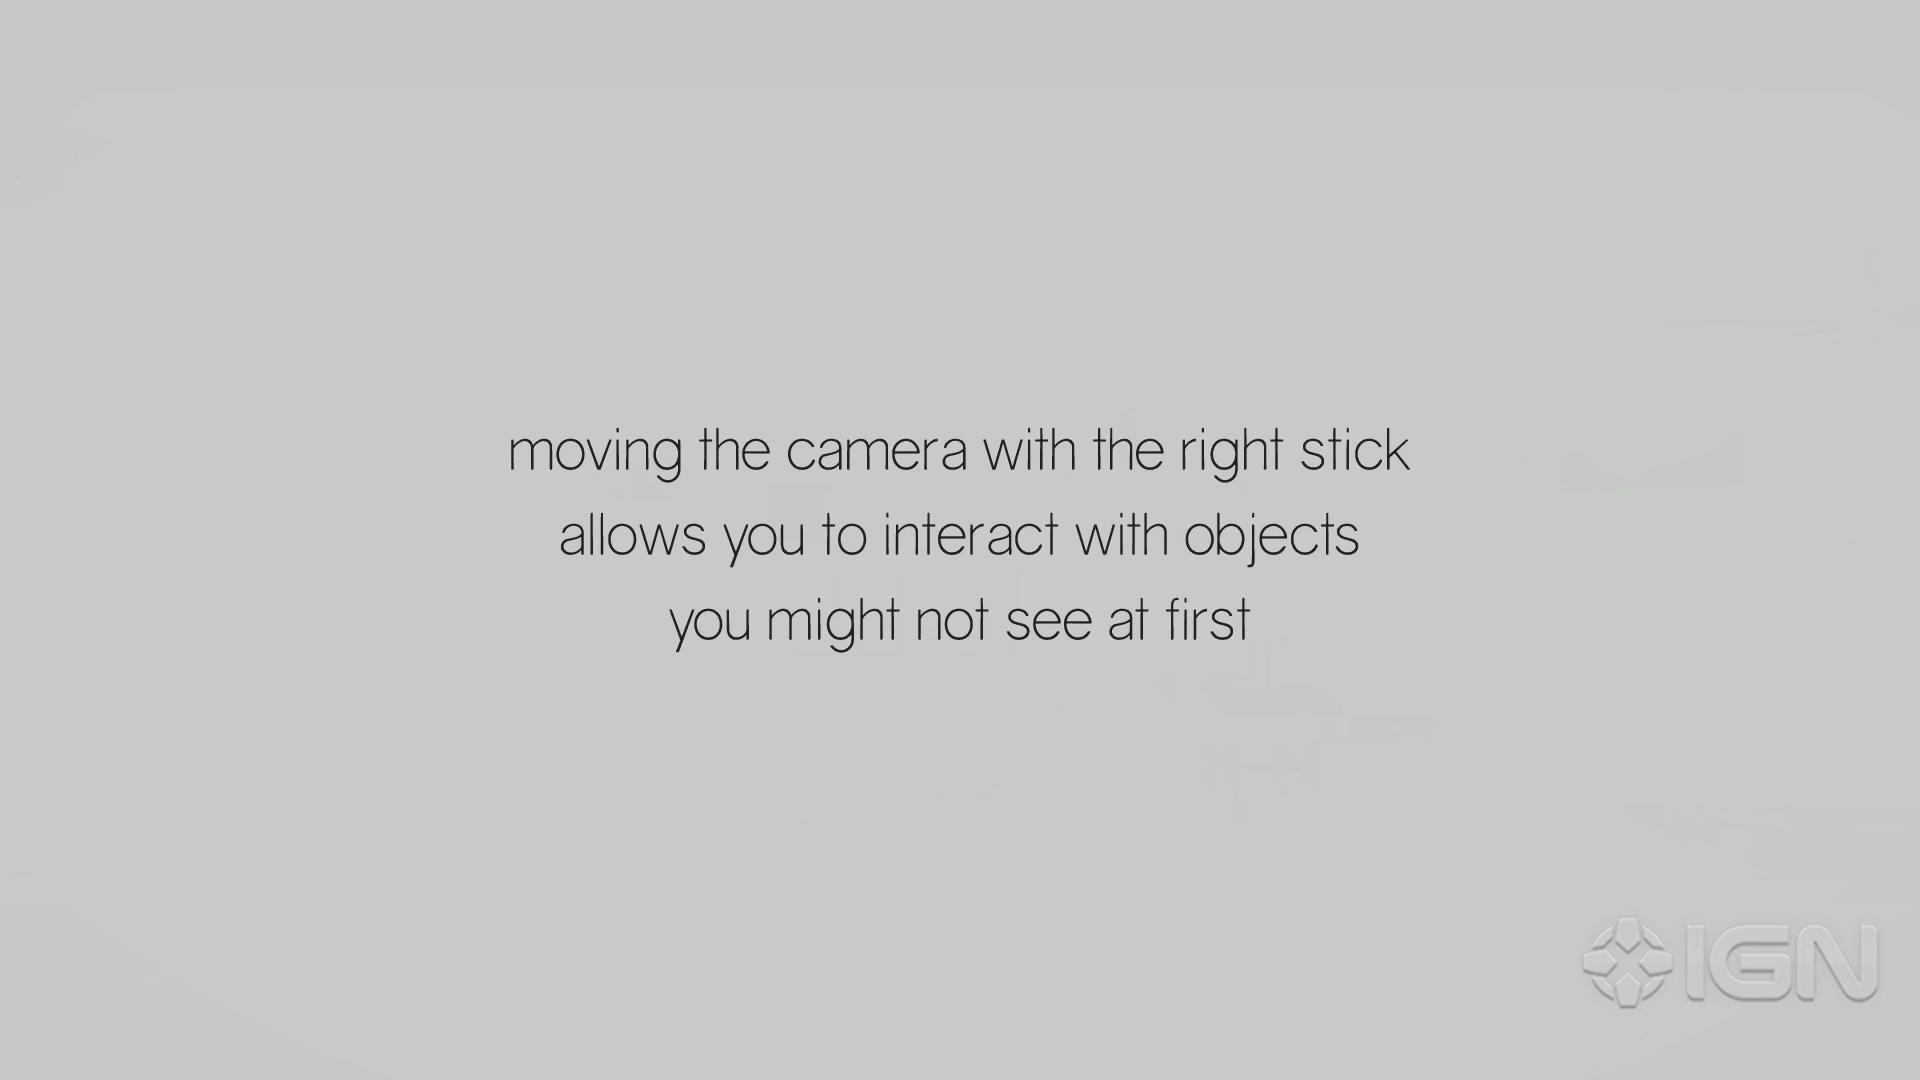 moving the camera with the right stick
allows you to interact with objects
you might not see at first
IGN